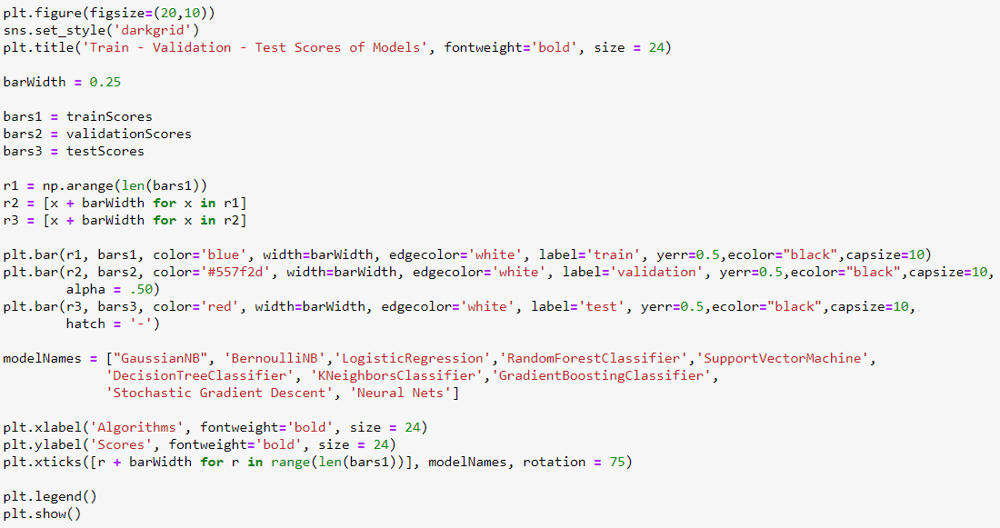 plt.figure(figsize=(20,10))
sns.set_style('darkgrid')
plt.title('Train - Validation - Test Scores of Models', fontweight='bold', size = 24)

barWidth = 0.25

bars1 = trainScores
bars2 = validationScores
bars3 = testScores

r1 = np.arange(len(bars1))
r2 = [x + barWidth for x in r1]
r3 = [x + barWidth for x in r2]

plt.bar(r1, bars1, color='blue', width=barWidth, edgecolor='white', label='train', yerr=0.5,ecolor="black",capsize=10)
plt.bar(r2, bars2, color='#557f2d', width=barWidth, edgecolor='white', label='validation', yerr=0.5,ecolor="black",capsize=10,
        alpha = .50)
plt.bar(r3, bars3, color='red', width=barWidth, edgecolor='white', label='test', yerr=0.5,ecolor="black",capsize=10,
        hatch = '-')

modelNames = ["GaussianNB", 'BernoulliNB','LogisticRegression','RandomForestClassifier','SupportVectorMachine',
             'DecisionTreeClassifier', 'KNeighborsClassifier','GradientBoostingClassifier',
             'Stochastic Gradient Descent', 'Neural Nets']

plt.xlabel('Algorithms', fontweight='bold', size = 24)
plt.ylabel('Scores', fontweight='bold', size = 24)
plt.xticks([r + barWidth for r in range(len(bars1))], modelNames, rotation = 75)

plt.legend()
plt.show()